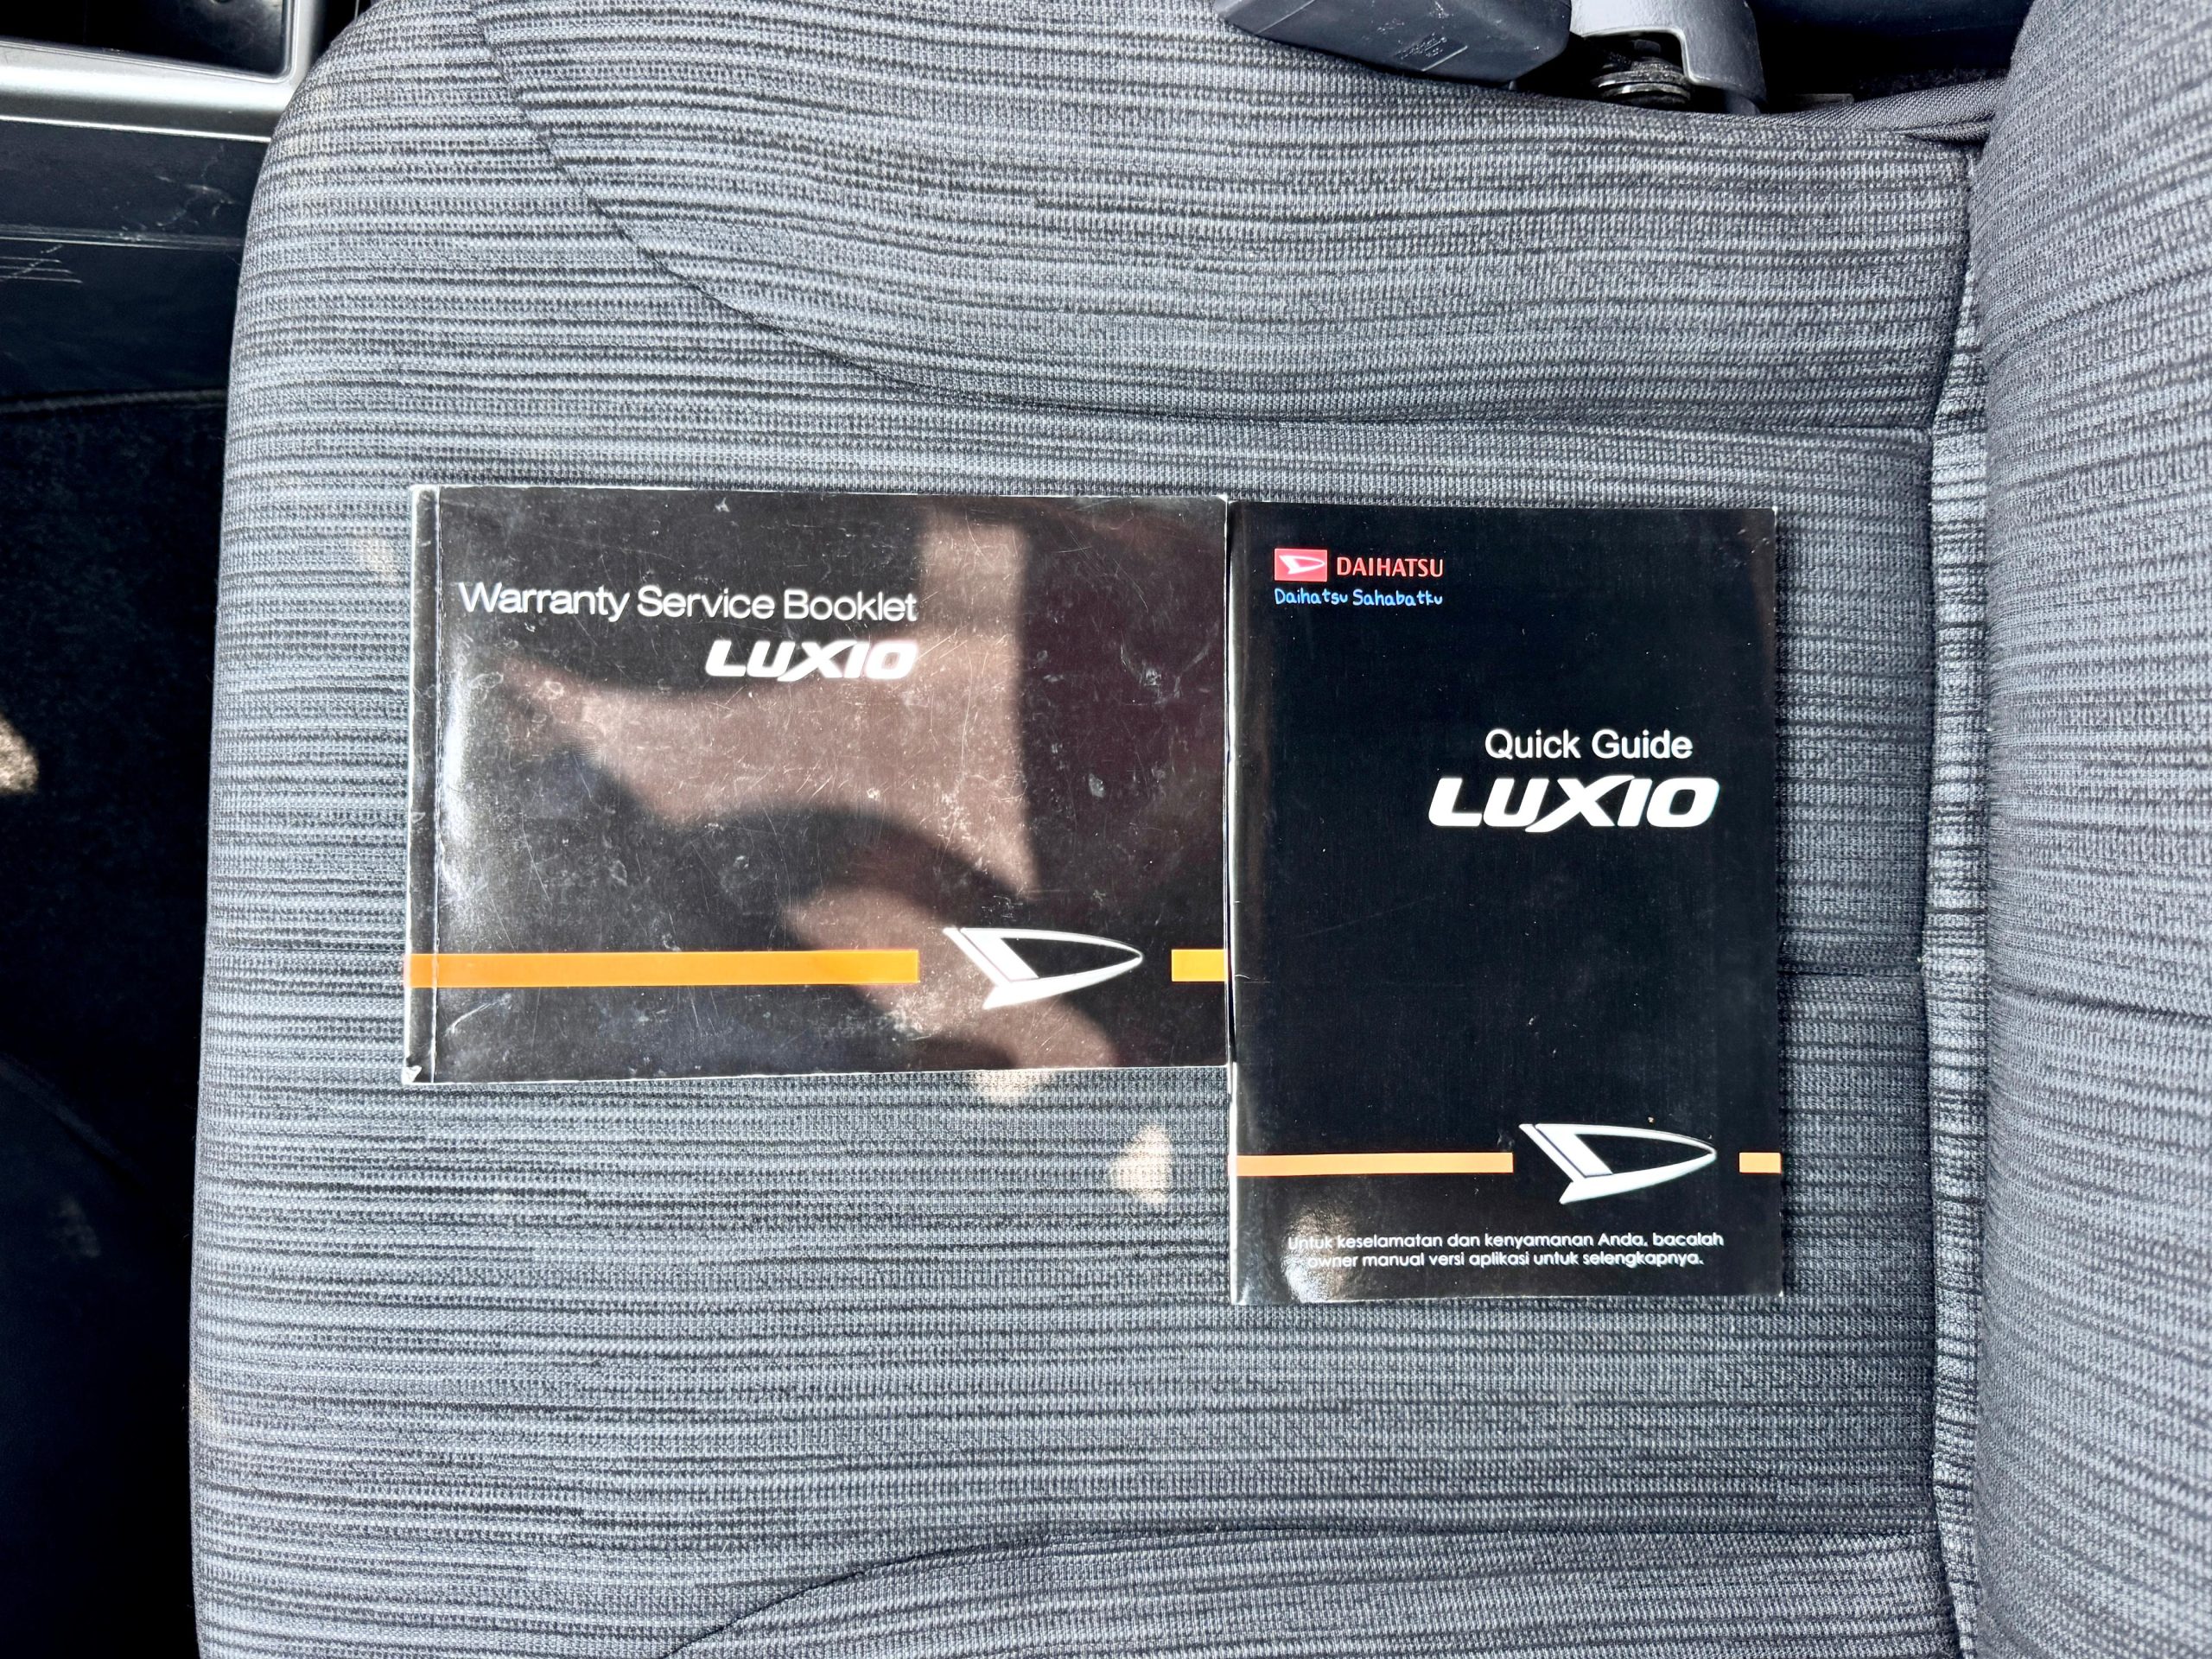 Warranty Service Booklet
LUXIO
DAIHATSU
Daihatsu Sahabatku
Quick Guide
LUXIO
Untuk keselamatan dan kenyamanan Anda, bacalah
owner manual versi aplikasi untuk selengkapnya.